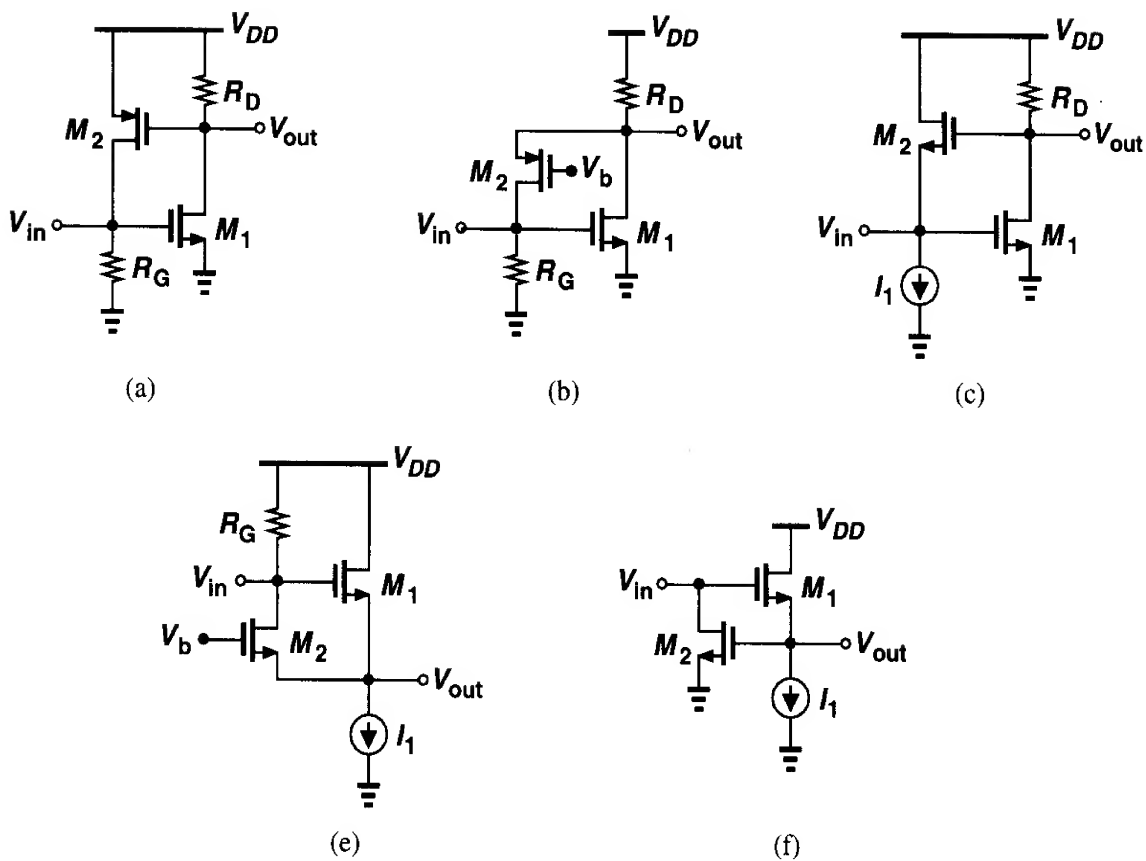 V_DD
R_D
M_2
V_out
V_in
M_1
R_G
(a)
V_DD
R_D
V_out
M_2
V_b
V_in
M_1
R_G
(b)
V_DD
R_D
M_2
V_out
V_in
M_1
I_1
(c)
V_DD
R_G
V_in
M_1
V_b
M_2
V_out
I_1
(e)
V_DD
V_in
M_1
M_2
V_out
I_1
(f)